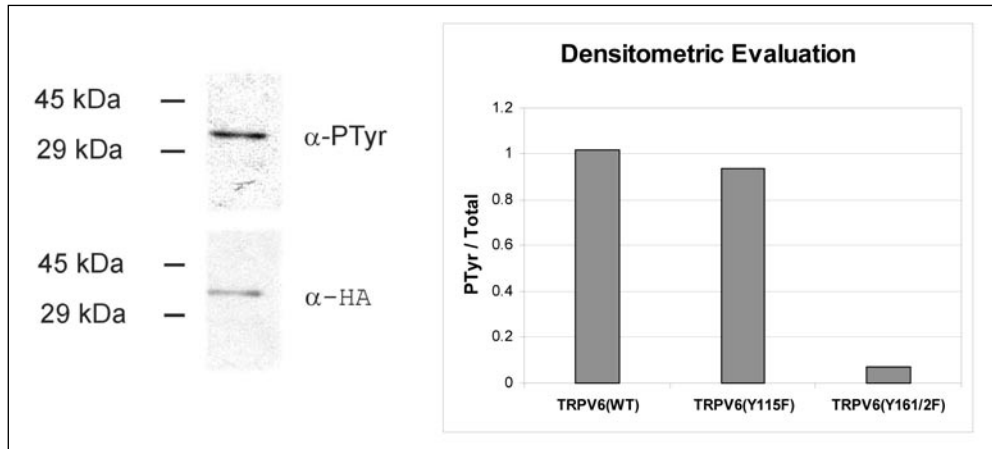 45 kDa —
29 kDa —
α-PTyr
45 kDa —
29 kDa —
α-HA
Densitometric Evaluation
PTyr / Total
1.2
1
0.8
0.6
0.4
0.2
0
TRPV6(WT) TRPV6(Y115F) TRPV6(Y161/2F)